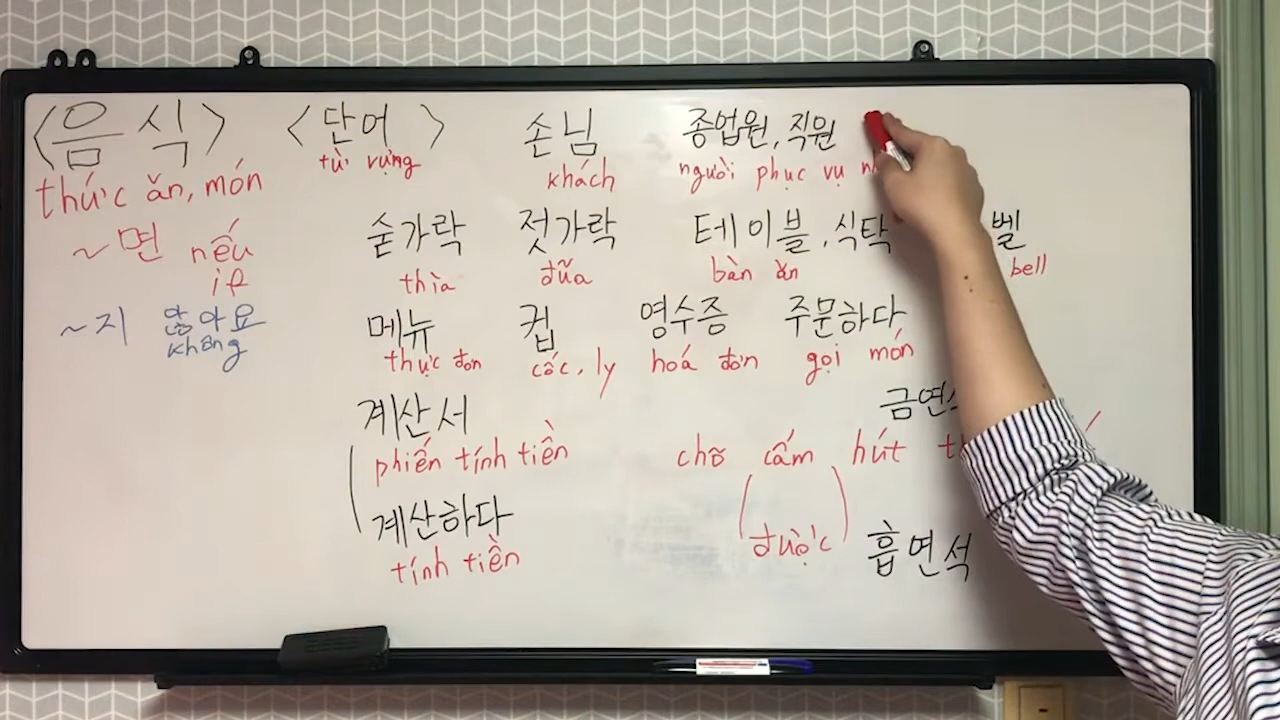 <음식> <단어> 손님 종업원, 직원
thức ăn, món từ vựng khách người phục vụ
~면 nếu 숟가락 젓가락 테이블, 식탁 벨
if thìa đũa bàn ăn bell
~지 않아요 메뉴 컵 영수증 주문하다
không thực đơn cốc, ly hoá đơn gọi món
계산서 금연
phiến tính tiền chỗ cấm hút
계산하다 được 흡연석
tính tiền